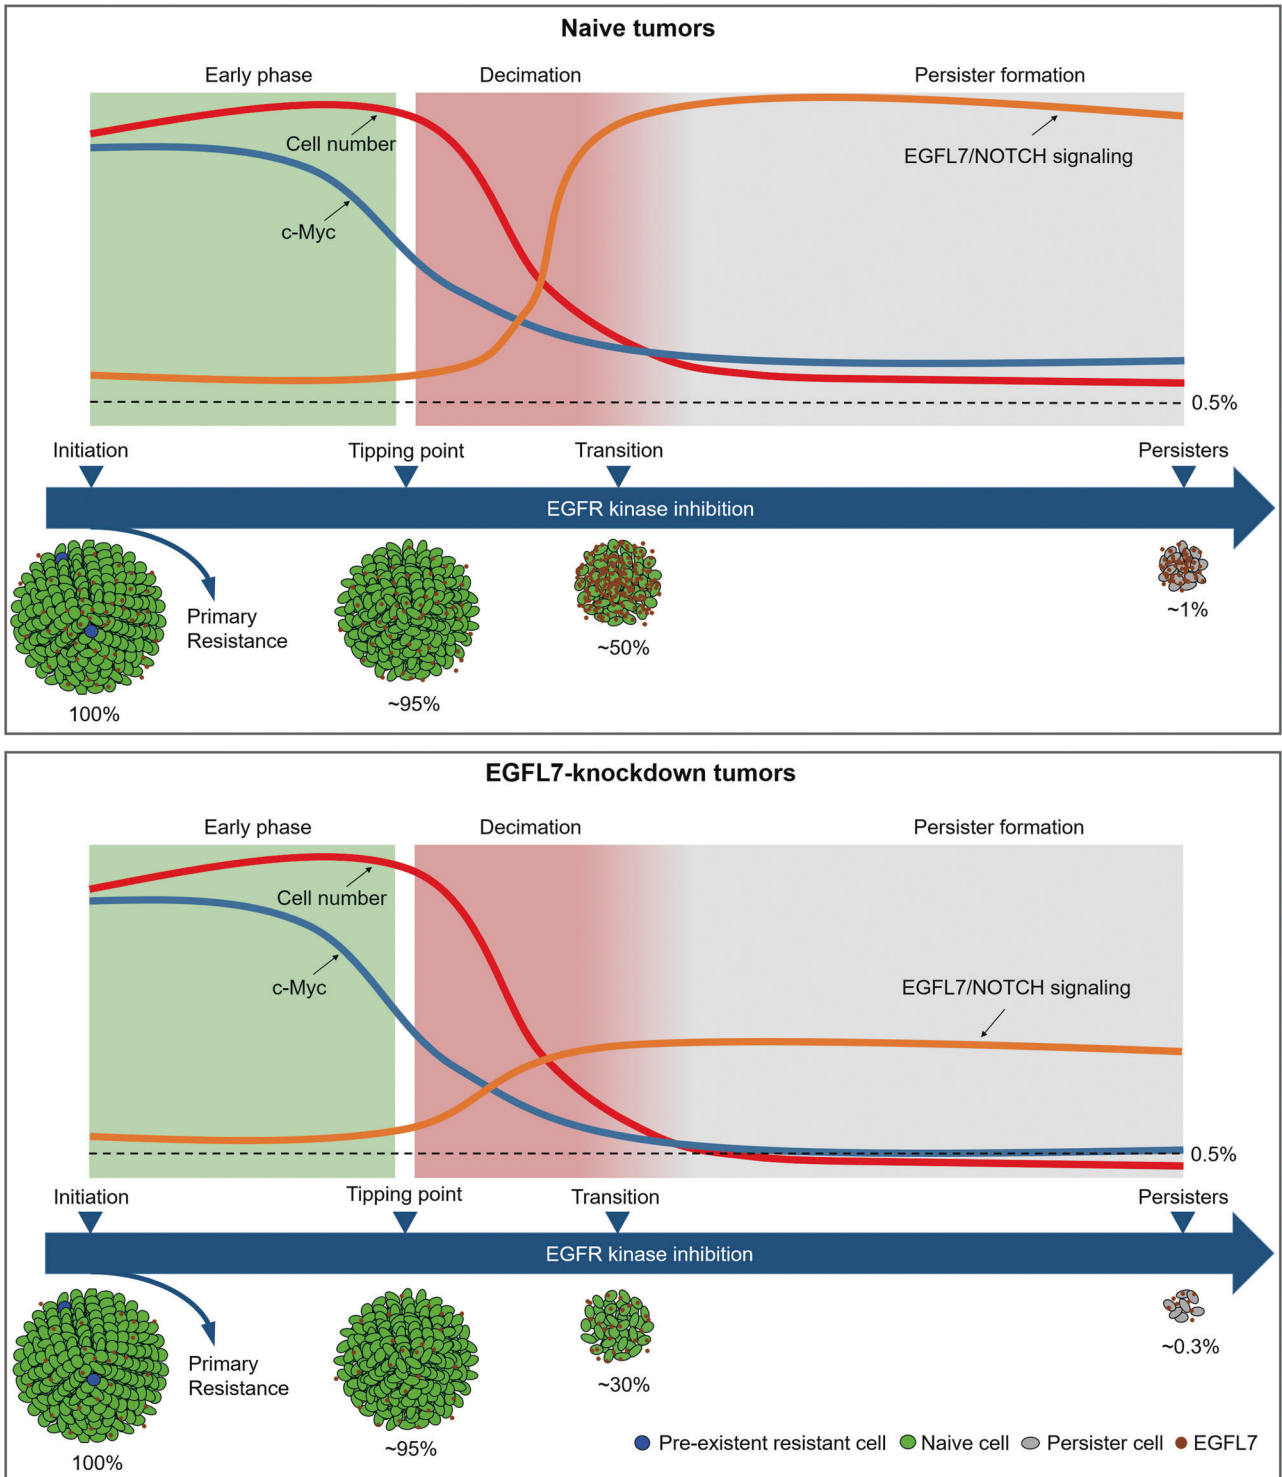 Naive tumors
Early phase
Decimation
Persister formation
Cell number
EGFL7/NOTCH signaling
c-Myc
0.5%
Initiation
Tipping point
Transition
Persisters
EGFR kinase inhibition
Primary
Resistance
100%
~95%
~50%
~1%
EGFL7-knockdown tumors
Early phase
Decimation
Persister formation
Cell number
c-Myc
EGFL7/NOTCH signaling
0.5%
Initiation
Tipping point
Transition
Persisters
EGFR kinase inhibition
Primary
Resistance
100%
~95%
~30%
~0.3%
Pre-existent resistant cell
Naive cell
Persister cell
EGFL7